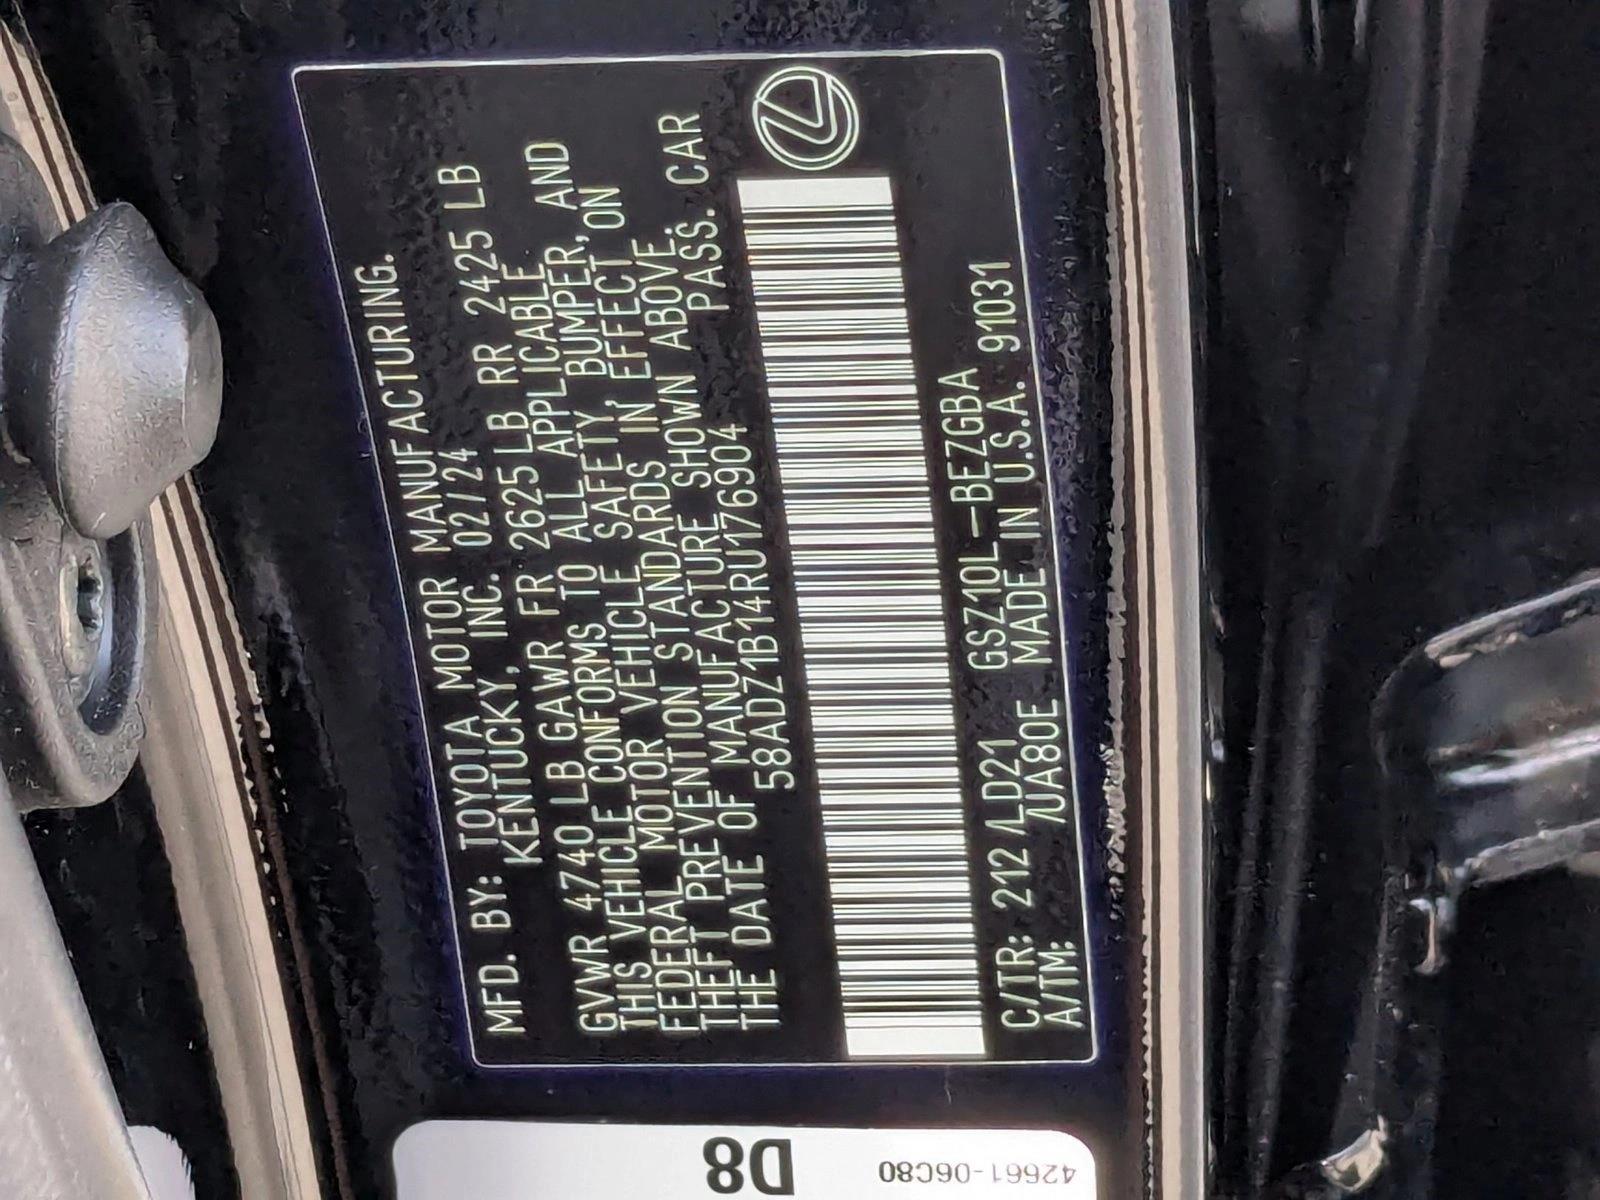 MFD. BY: TOYOTA MOTOR MANUFACTURING.
KENTUCKY, INC. 02/24
GVWR 4740 LB GAWR FR 2625 LB RR 2425 LB
THIS VEHICLE CONFORMS TO ALL APPLICABLE
FEDERAL MOTOR VEHICLE SAFETY, BUMPER, AND
THEFT PREVENTION STANDARDS IN EFFECT ON
THE DATE OF MANUFACTURE SHOWN ABOVE.
58ADZ1B14RU176904 PASS. CAR
C/TR: 212 /LD21 GSZ10L-BEZGBA
A/TM: /UA80E MADE IN U.S.A. 91031
D8
42661-06C80